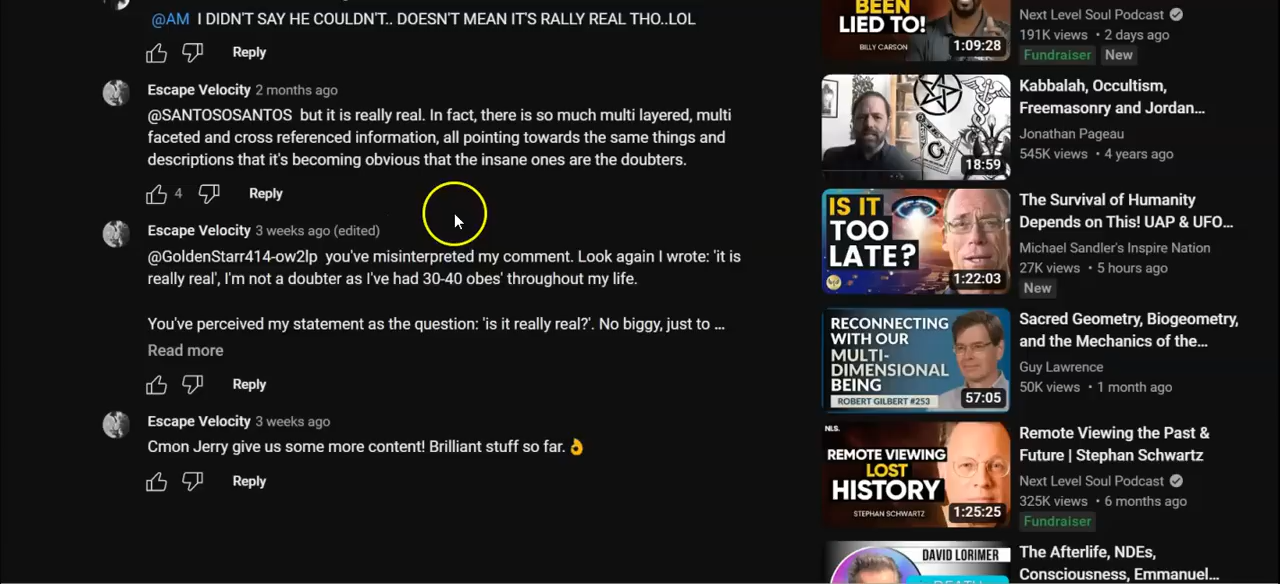 @AM I DIDN'T SAY HE COULDN'T.. DOESN'T MEAN IT'S RALLY REAL THO..LOL
Reply
Escape Velocity 2 months ago
@SANTOSOSANTOS but it is really real. In fact, there is so much multi layered, multi
faceted and cross referenced information, all pointing towards the same things and
descriptions that it's becoming obvious that the insane ones are the doubters.
4 Reply
Escape Velocity 3 weeks ago (edited)
@GoldenStarr414-ow2lp you've misinterpreted my comment. Look again I wrote: 'it is
really real', I'm not a doubter as I've had 30-40 obes' throughout my life.
You've perceived my statement as the question: 'is it really real?'. No biggy, just to ...
Read more
Reply
Escape Velocity 3 weeks ago
Cmon Jerry give us some more content! Brilliant stuff so far. 👌
Reply
BEEN
LIED TO!
BILLY CARSON
1:09:28
Next Level Soul Podcast
191K views • 2 days ago
Fundraiser New
18:59
Kabbalah, Occultism,
Freemasonry and Jordan...
Jonathan Pageau
545K views • 4 years ago
IS IT
TOO
LATE?
1:22:03
The Survival of Humanity
Depends on This! UAP & UFO...
Michael Sandler's Inspire Nation
27K views • 5 hours ago
New
RECONNECTING
WITH OUR
MULTI-
DIMENSIONAL
BEING
ROBERT GILBERT #253
57:05
Sacred Geometry, Biogeometry,
and the Mechanics of the...
Guy Lawrence
50K views • 1 month ago
NLS.
REMOTE VIEWING
LOST
HISTORY
STEPHAN SCHWARTZ
1:25:25
Remote Viewing the Past &
Future | Stephan Schwartz
Next Level Soul Podcast
325K views • 6 months ago
Fundraiser
DAVID LORIMER
The Afterlife, NDEs,
Consciousness, Emmanuel...